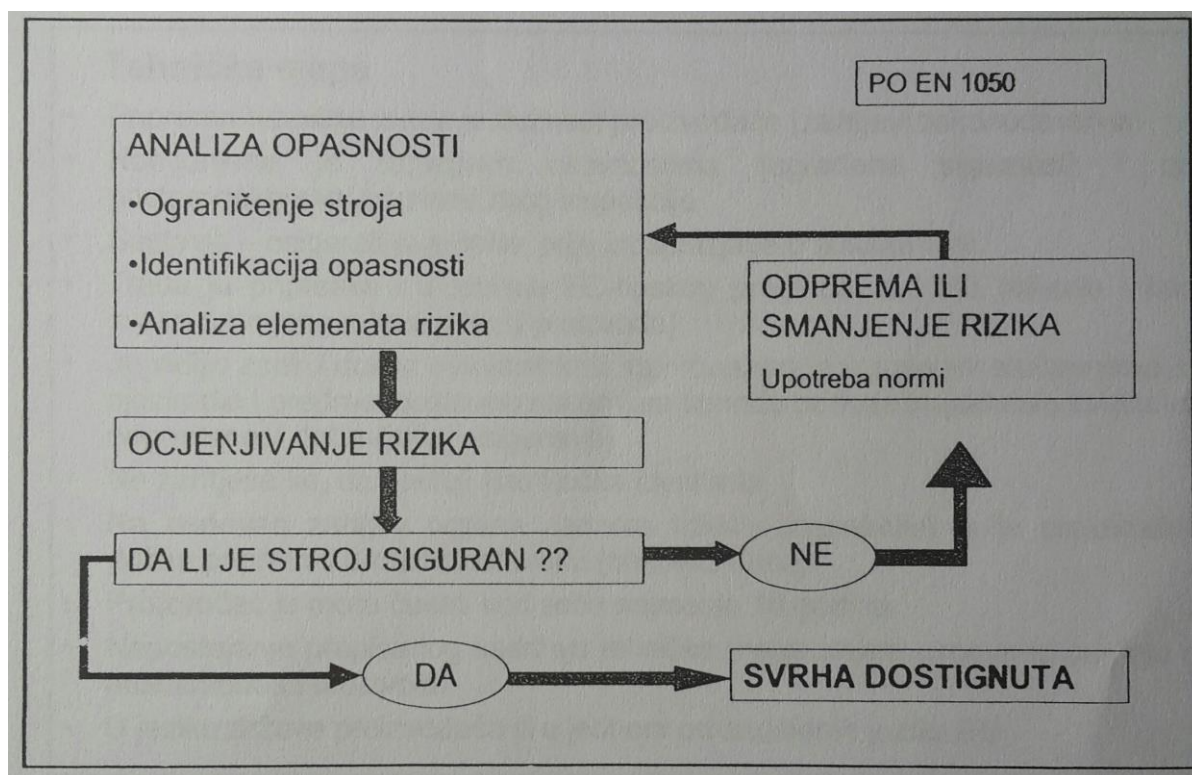 PO EN 1050
ANALIZA OPASNOSTI
•Ograničenje stroja
•Identifikacija opasnosti
•Analiza elemenata rizika
ODPREMA ILI
SMANJENJE RIZIKA
Upotreba normi
OCJENJIVANJE RIZIKA
DA LI JE STROJ SIGURAN ??
NE
DA
SVRHA DOSTIGNUTA